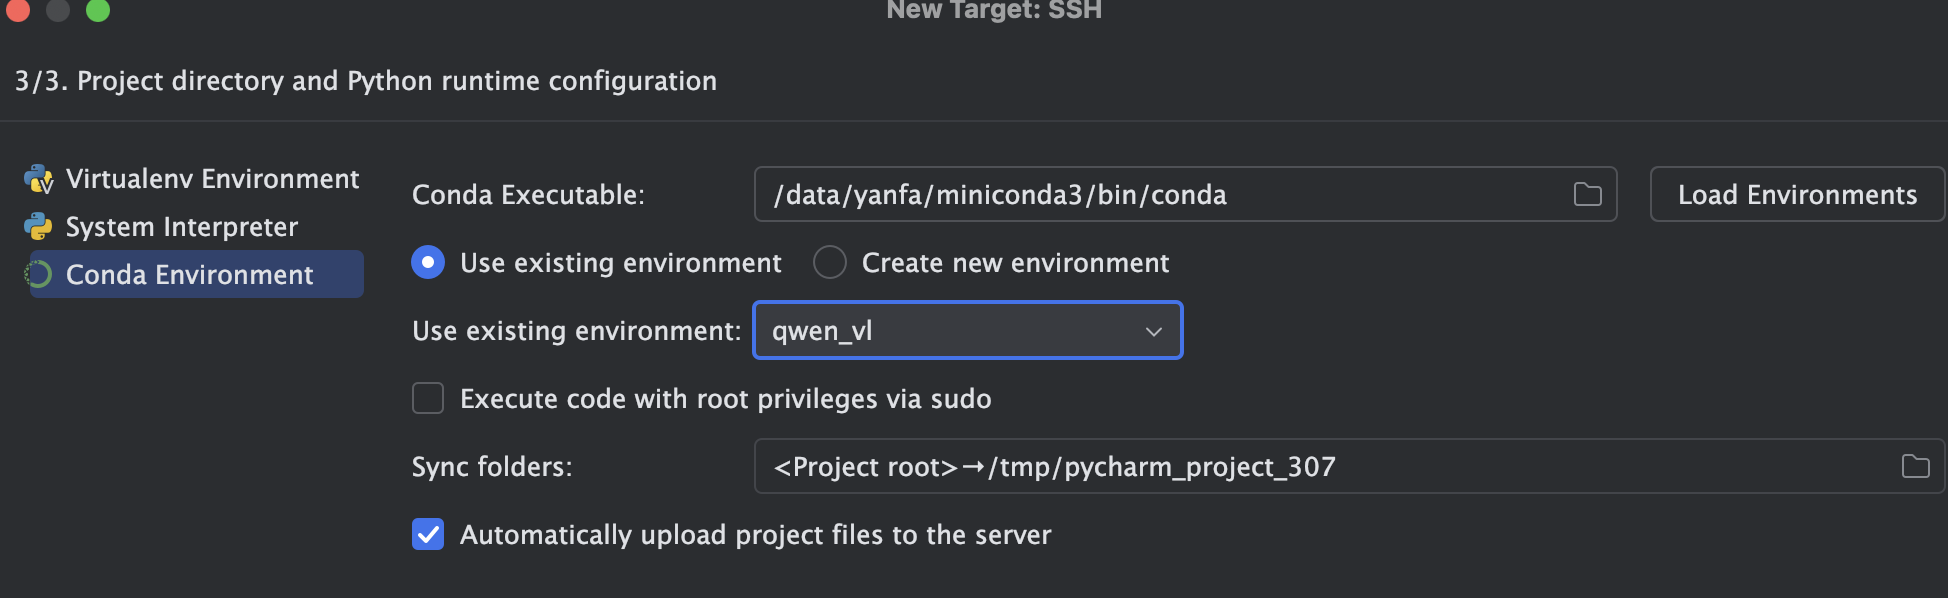 New Target: SSH
3/3. Project directory and Python runtime configuration
Virtualenv Environment
System Interpreter
Conda Environment
Conda Executable: /data/yanfa/miniconda3/bin/conda Load Environments
Use existing environment Create new environment
Use existing environment: qwen_vl
Execute code with root privileges via sudo
Sync folders: <Project root>→/tmp/pycharm_project_307
Automatically upload project files to the server